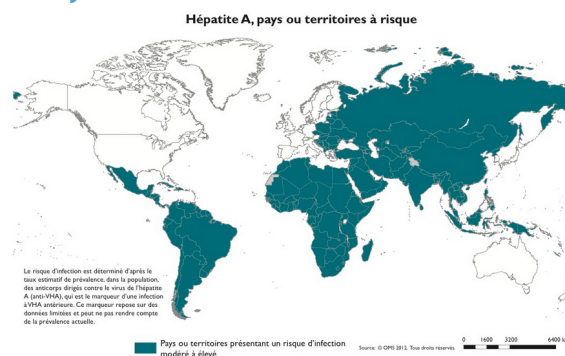 Hépatite A, pays ou territoires à risque
Le risque d'infection est déterminé d'après le
taux estimatif de prévalence, dans la population,
des anticorps dirigés contre le virus de l'hépatite
A (anti-VHA), qui est le marqueur d'une infection
à VHA antérieure. Ce marqueur repose sur des
données limitées et peut ne pas rendre compte
de la prévalence actuelle.
Pays ou territoires présentant un risque d'infection
modéré à élevé
Source: © OMS 2012. Tous droits réservés.
0 1600 3200 6400 k